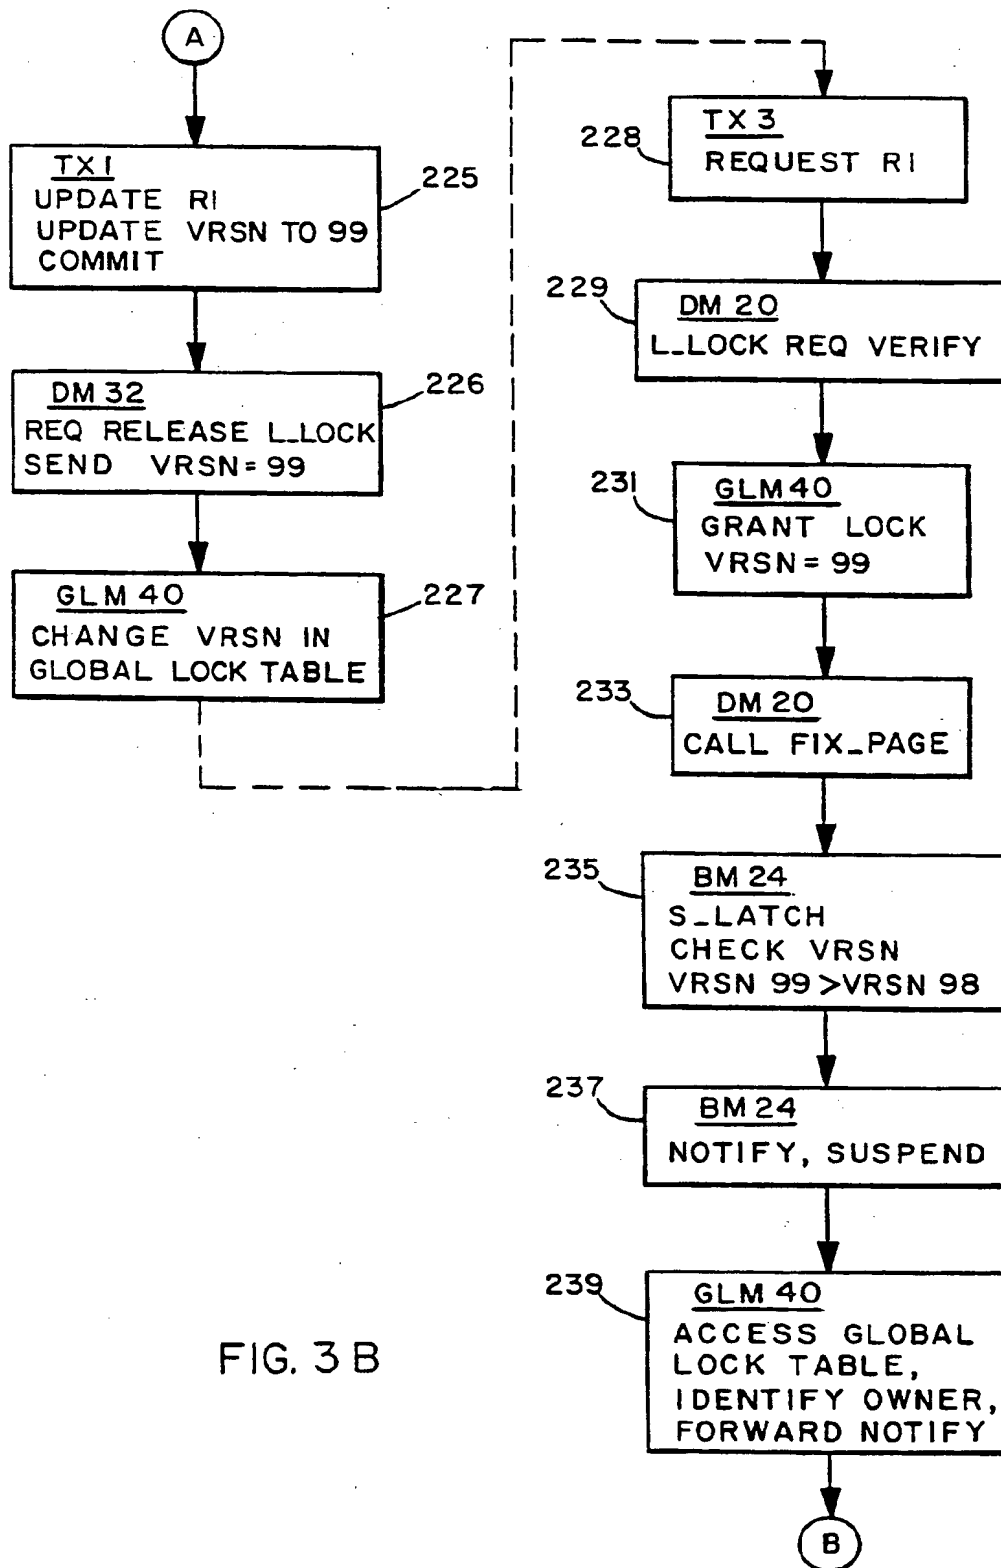 A
TX1
UPDATE R1
UPDATE VRSN TO 99
COMMIT
225
DM 32
REQ RELEASE L_LOCK
SEND VRSN = 99
226
GLM 40
CHANGE VRSN IN
GLOBAL LOCK TABLE
227
TX 3
REQUEST R1
228
DM 20
L_LOCK REQ VERIFY
229
GLM 40
GRANT LOCK
VRSN = 99
231
DM 20
CALL FIX_PAGE
233
BM 24
S_LATCH
CHECK VRSN
VRSN 99 > VRSN 98
235
BM 24
NOTIFY, SUSPEND
237
GLM 40
ACCESS GLOBAL
LOCK TABLE,
IDENTIFY OWNER,
FORWARD NOTIFY
239
B
FIG. 3B